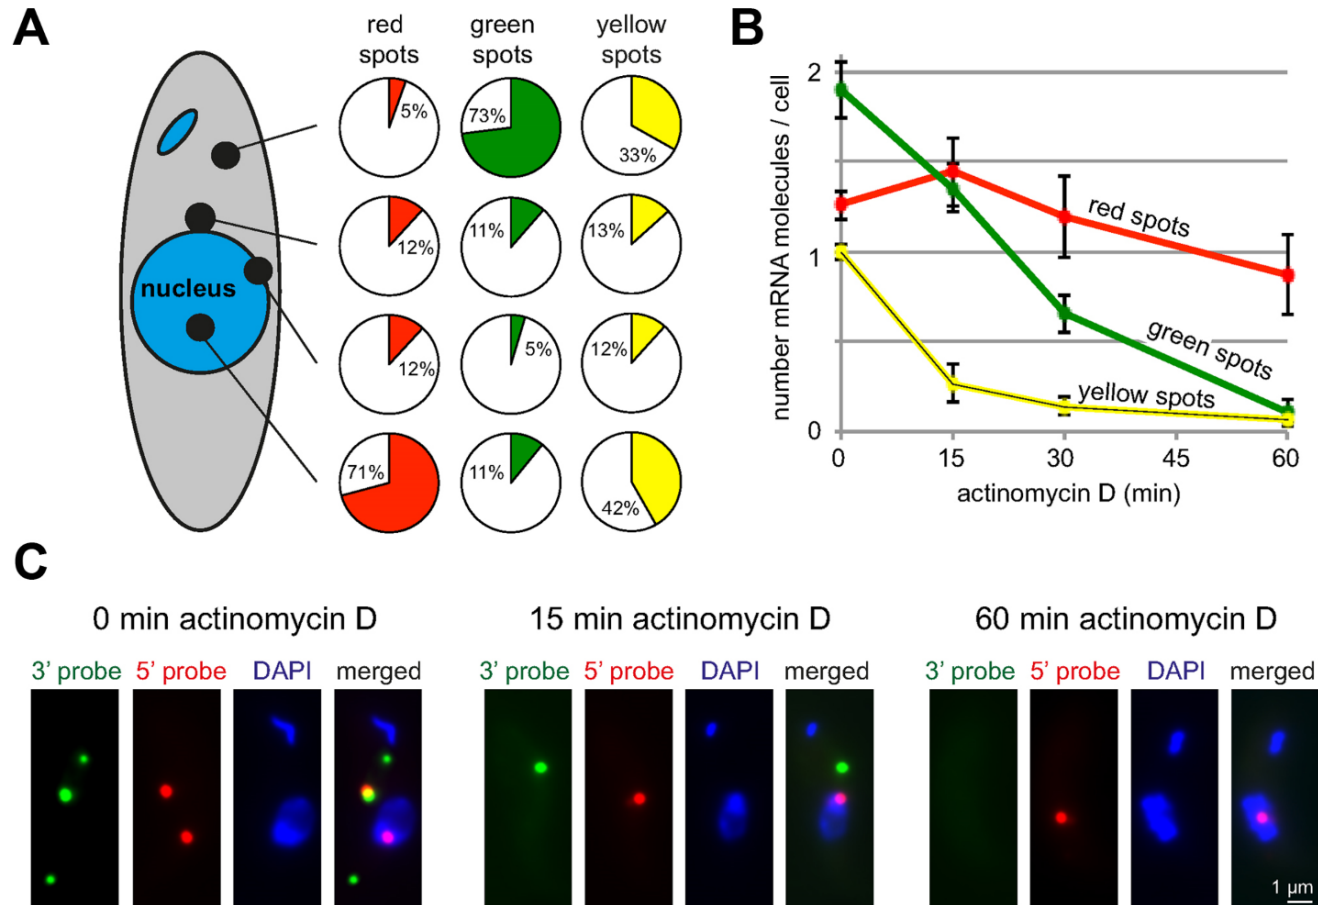 A
red
spots
green
spots
yellow
spots
5%
73%
33%
12%
11%
13%
nucleus
12%
5%
12%
71%
11%
42%
B
number mRNA molecules / cell
2
1
0
red spots
green spots
yellow spots
0
15
30
45
60
actinomycin D (min)
C
0 min actinomycin D
3’ probe
5’ probe
DAPI
merged
15 min actinomycin D
3’ probe
5’ probe
DAPI
merged
60 min actinomycin D
3’ probe
5’ probe
DAPI
merged
1 µm